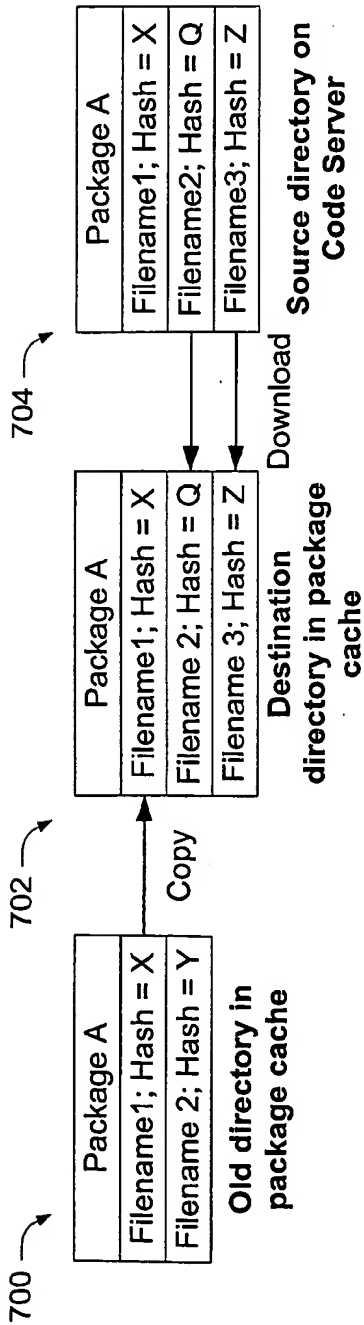 700
Package A
Filename1; Hash = X
Filename 2; Hash = Y
Old directory in
package cache
Copy
702
Package A
Filename1; Hash = X
Filename 2; Hash = Q
Filename 3; Hash = Z
Destination
directory in package
cache
Download
704
Package A
Filename1; Hash = X
Filename2; Hash = Q
Filename3; Hash = Z
Source directory on
Code Server